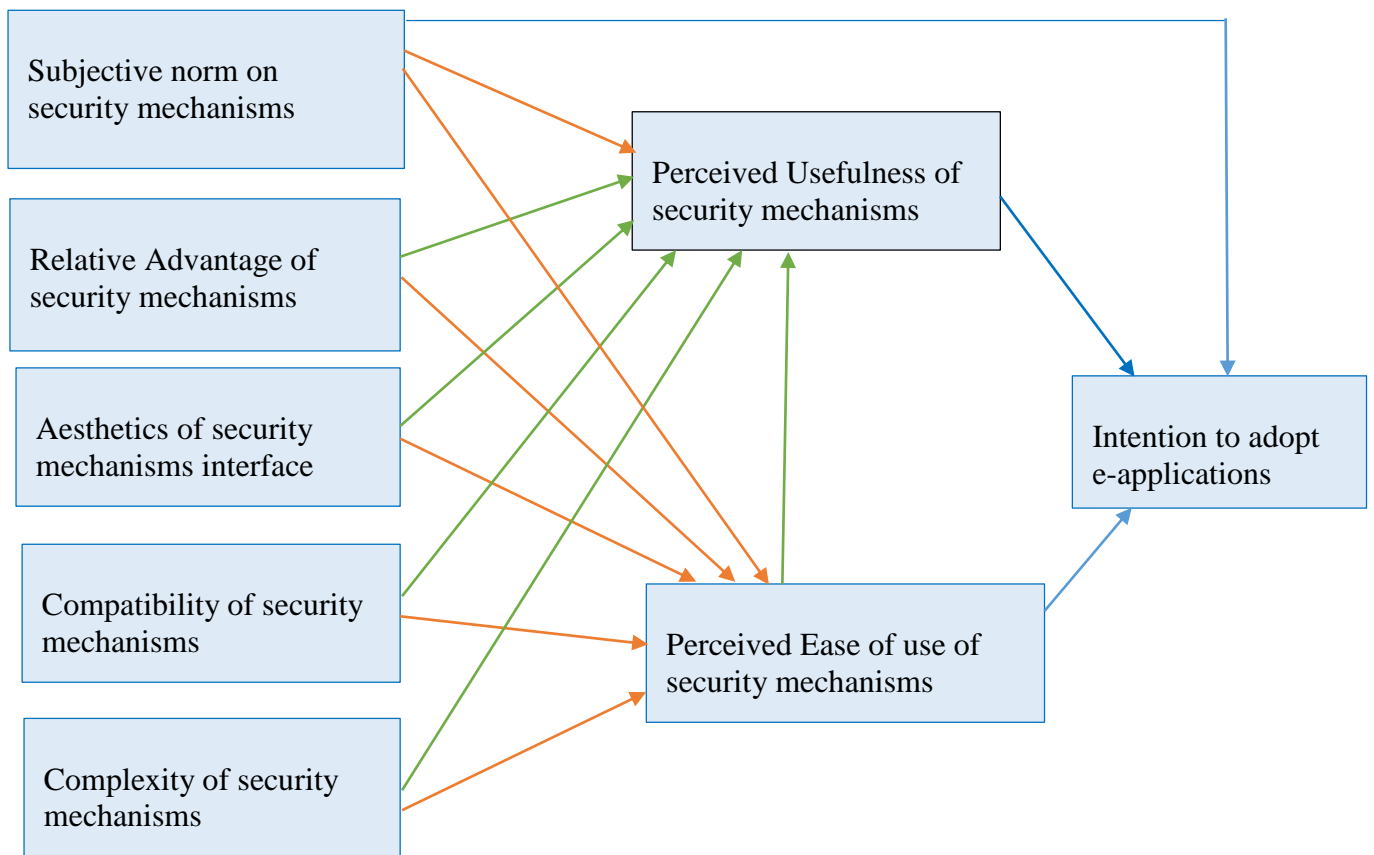 Subjective norm on
security mechanisms
Perceived Usefulness of
security mechanisms
Relative Advantage of
security mechanisms
Aesthetics of security
mechanisms interface
Intention to adopt
e-applications
Compatibility of security
mechanisms
Perceived Ease of use of
security mechanisms
Complexity of security
mechanisms